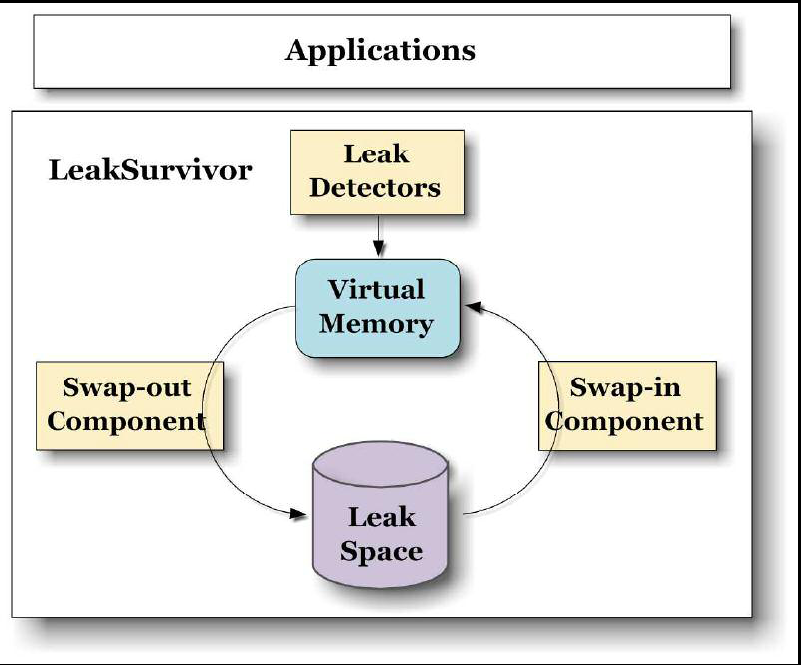 Applications
LeakSurvivor
Leak
Detectors
Virtual
Memory
Swap-out
Component
Swap-in
Component
Leak
Space